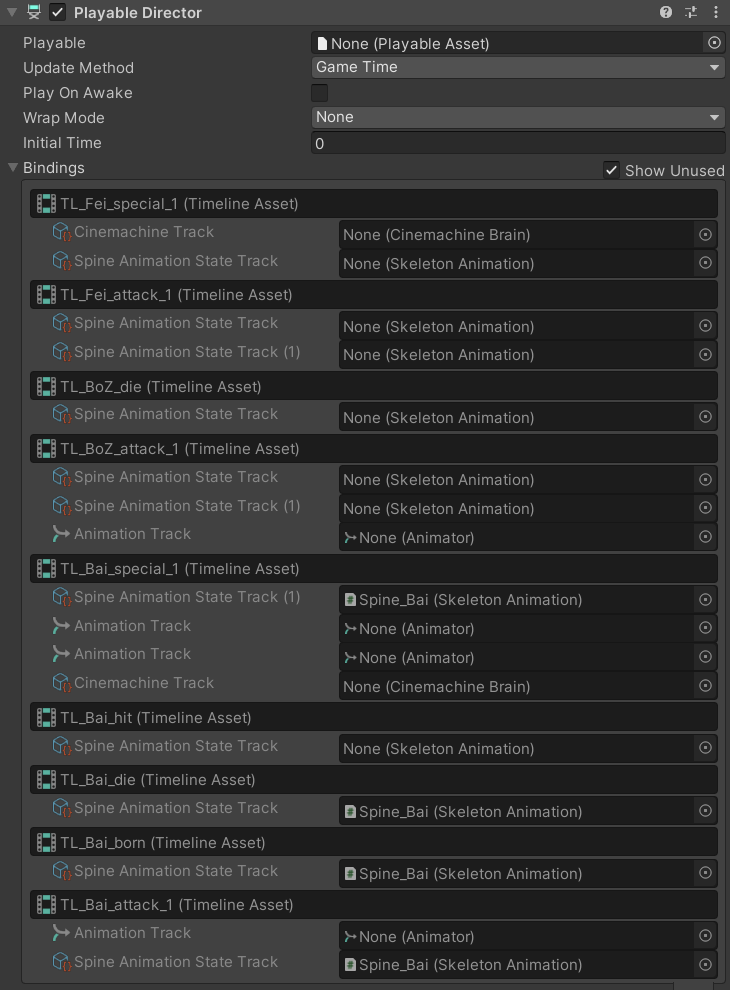 Playable Director
Playable None (Playable Asset)
Update Method Game Time
Play On Awake
Wrap Mode None
Initial Time 0
Bindings Show Unused
TL_Fei_special_1 (Timeline Asset)
Cinemachine Track None (Cinemachine Brain)
Spine Animation State Track None (Skeleton Animation)
TL_Fei_attack_1 (Timeline Asset)
Spine Animation State Track None (Skeleton Animation)
Spine Animation State Track (1) None (Skeleton Animation)
TL_BoZ_die (Timeline Asset)
Spine Animation State Track None (Skeleton Animation)
TL_BoZ_attack_1 (Timeline Asset)
Spine Animation State Track None (Skeleton Animation)
Spine Animation State Track (1) None (Skeleton Animation)
Animation Track None (Animator)
TL_Bai_special_1 (Timeline Asset)
Spine Animation State Track (1) Spine_Bai (Skeleton Animation)
Animation Track None (Animator)
Animation Track None (Animator)
Cinemachine Track None (Cinemachine Brain)
TL_Bai_hit (Timeline Asset)
Spine Animation State Track None (Skeleton Animation)
TL_Bai_die (Timeline Asset)
Spine Animation State Track Spine_Bai (Skeleton Animation)
TL_Bai_born (Timeline Asset)
Spine Animation State Track Spine_Bai (Skeleton Animation)
TL_Bai_attack_1 (Timeline Asset)
Animation Track None (Animator)
Spine Animation State Track Spine_Bai (Skeleton Animation)